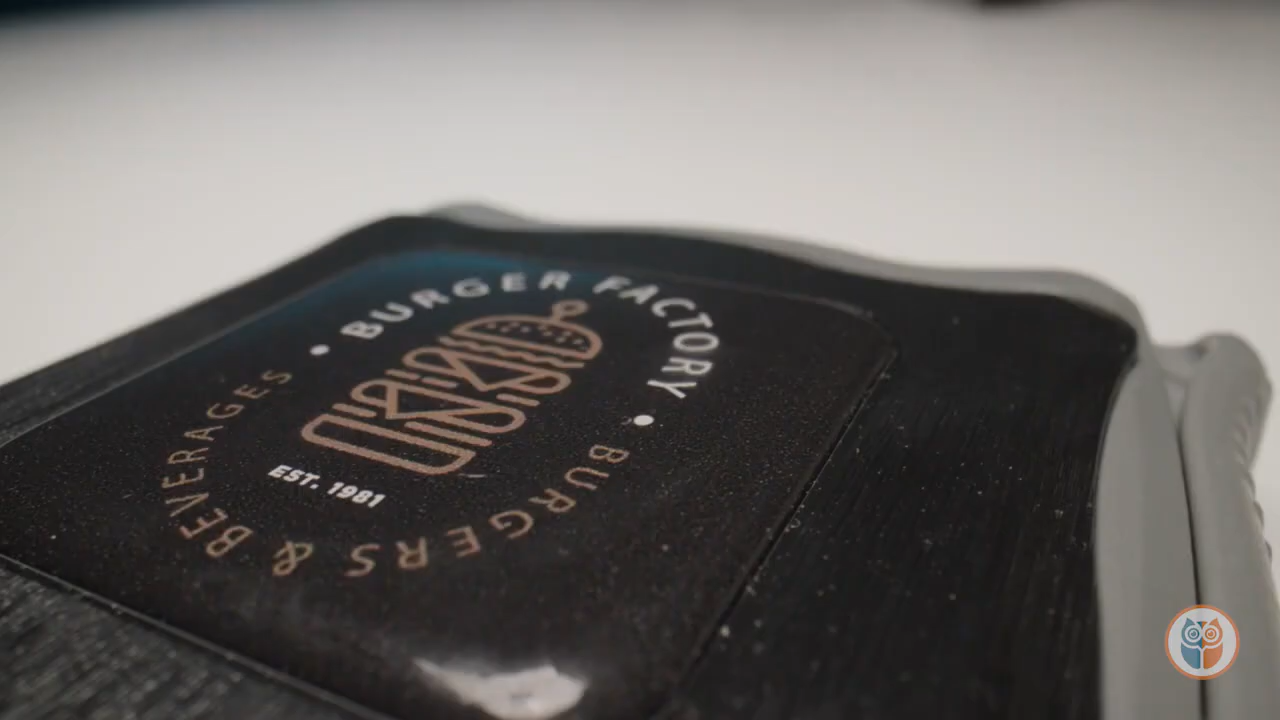 • BURGER FACTORY •
BURGERS & BEVERAGES
EST. 1981